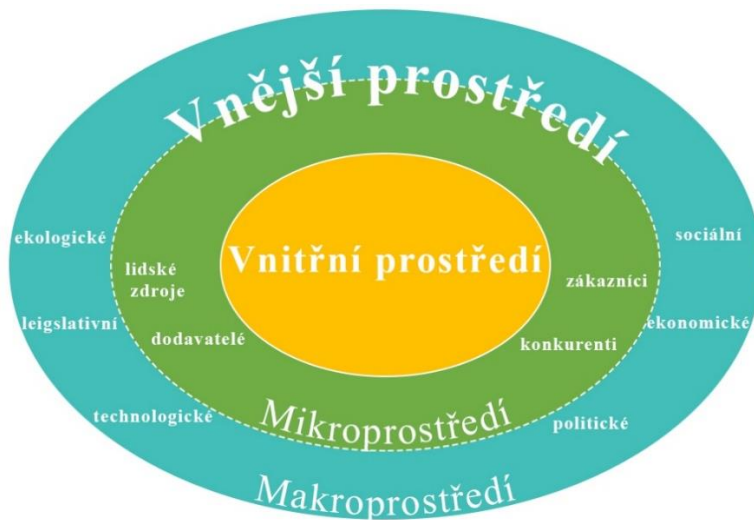 Vnější prostředí
ekologické
sociální
Vnitřní prostředí
lidské
zdroje
zákazníci
leigslativní
ekonomické
dodavatelé
konkurenti
technologické
Mikroprostředí
politické
Makroprostředí